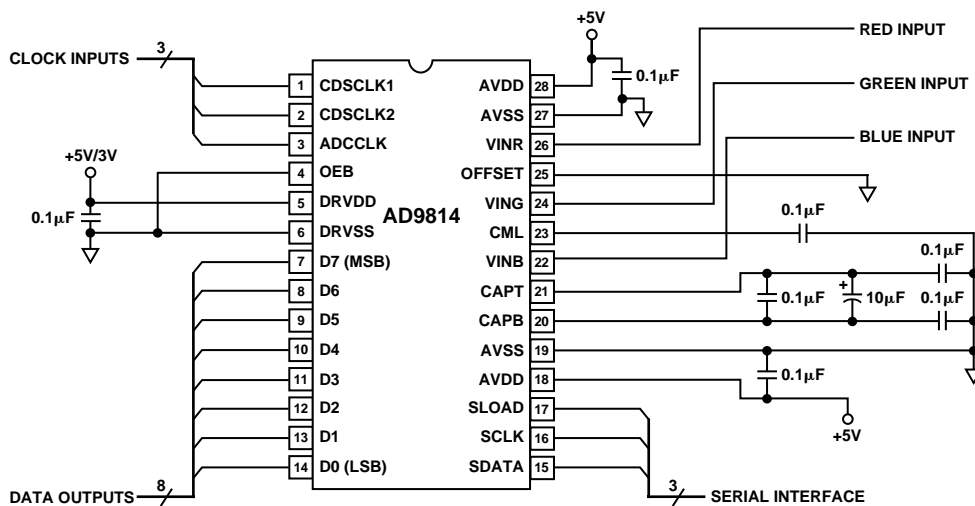 +5V
RED INPUT
3
CLOCK INPUTS
0.1µF
1 CDSCLK1 AVDD 28
GREEN INPUT
2 CDSCLK2 AVSS 27
3 ADCCLK VINR 26
BLUE INPUT
+5V/3V
4 OEB OFFSET 25
5 DRVDD VING 24
AD9814
0.1µF
0.1µF
6 DRVSS CML 23
7 D7 (MSB) VINB 22
0.1µF
8 D6 CAPT 21
+
0.1µF 10µF 0.1µF
9 D5 CAPB 20
10 D4 AVSS 19
11 D3 AVDD 18
0.1µF
12 D2 SLOAD 17
+5V
13 D1 SCLK 16
14 D0 (LSB) SDATA 15
8
DATA OUTPUTS
3
SERIAL INTERFACE